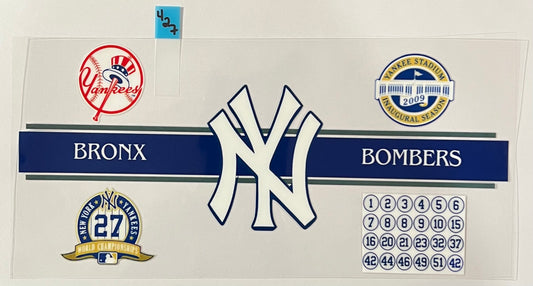 427
Yankees
YANKEE STADIUM
2009
INAUGURAL SEASON
BRONX
NY
BOMBERS
NY
NEW YORK YANKEES
27
WORLD CHAMPIONSHIPS
1 2 3 4 5 6
7 8 9 10 15 16
16 20 23 32 37
42 44 46 49 51 42